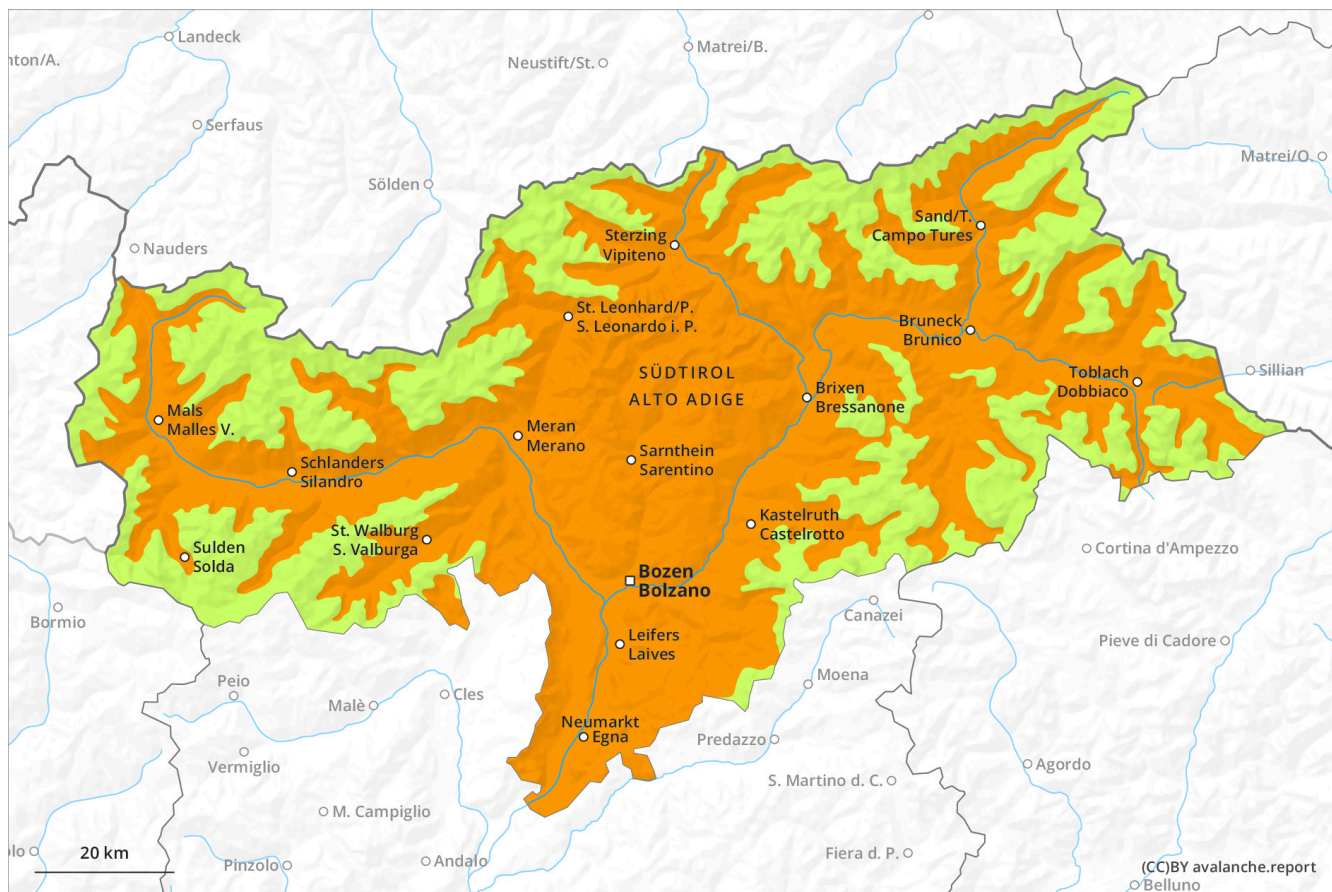 Landeck
nton/A.
Matrei/B.
Neustift/St.
Serfaus
Matrei/O.
Sölden
Sand/T.
Campo Tures
Sterzing
Vipiteno
Nauders
St. Leonhard/P.
S. Leonardo i. P.
Bruneck
Brunico
SÜDTIROL
ALTO ADIGE
Toblach
Dobbiaco
Sillian
Brixen
Bressanone
Mals
Malles V.
Meran
Merano
Sarnthein
Sarentino
Schlanders
Silandro
Kastelruth
Castelrotto
St. Walburg
S. Valburga
Sulden
Solda
Cortina d'Ampezzo
Bozen
Bolzano
Bormio
Canazei
Leifers
Laives
Pieve di Cadore
Moena
Peio
Malè
Cles
Neumarkt
Egna
Predazzo
Vermiglio
Agordo
S. Martino d. C.
M. Campiglio
olo
20 km
Pinzolo
Andalo
Fiera d. P.
(CC)BY avalanche.report
Belluno